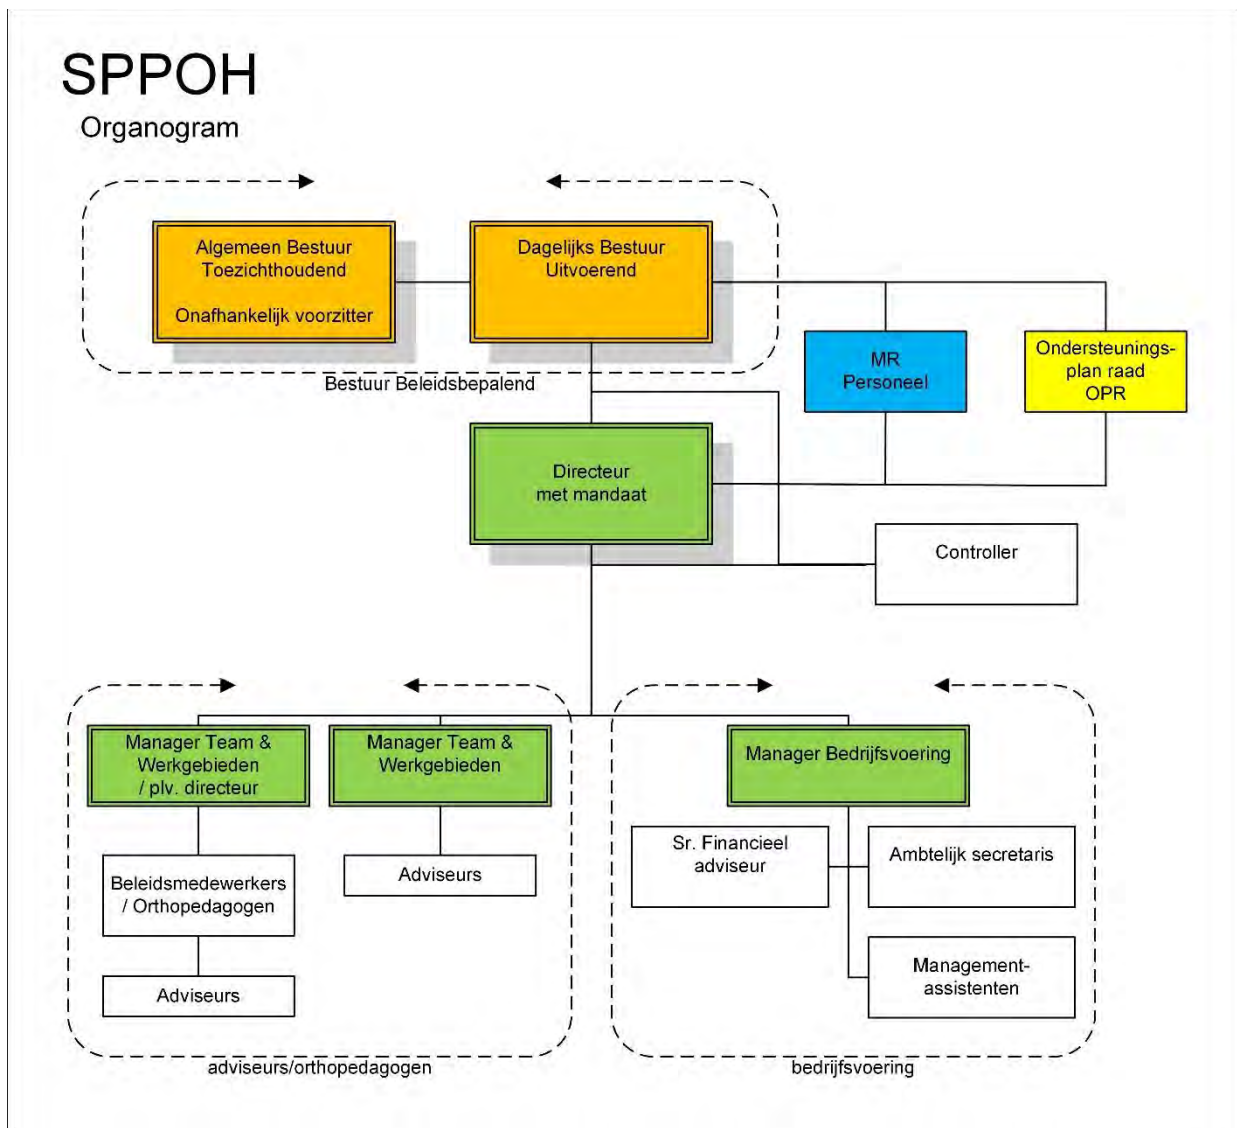 SPPOH
Organogram
Algemeen Bestuur
Toezichthoudend
Onafhankelijk voorzitter
Dagelijks Bestuur
Uitvoerend
Bestuur Beleidsbepalend
MR
Personeel
Ondersteunings-
plan raad
OPR
Directeur
met mandaat
Controller
Manager Team &
Werkgebieden
/ plv. directeur
Manager Team &
Werkgebieden
Manager Bedrijfsvoering
Beleidsmedewerkers
/ Orthopedagogen
Adviseurs
Adviseurs
Sr. Financieel
adviseur
Ambtelijk secretaris
Management-
assistenten
adviseurs/orthopedagogen
bedrijfsvoering